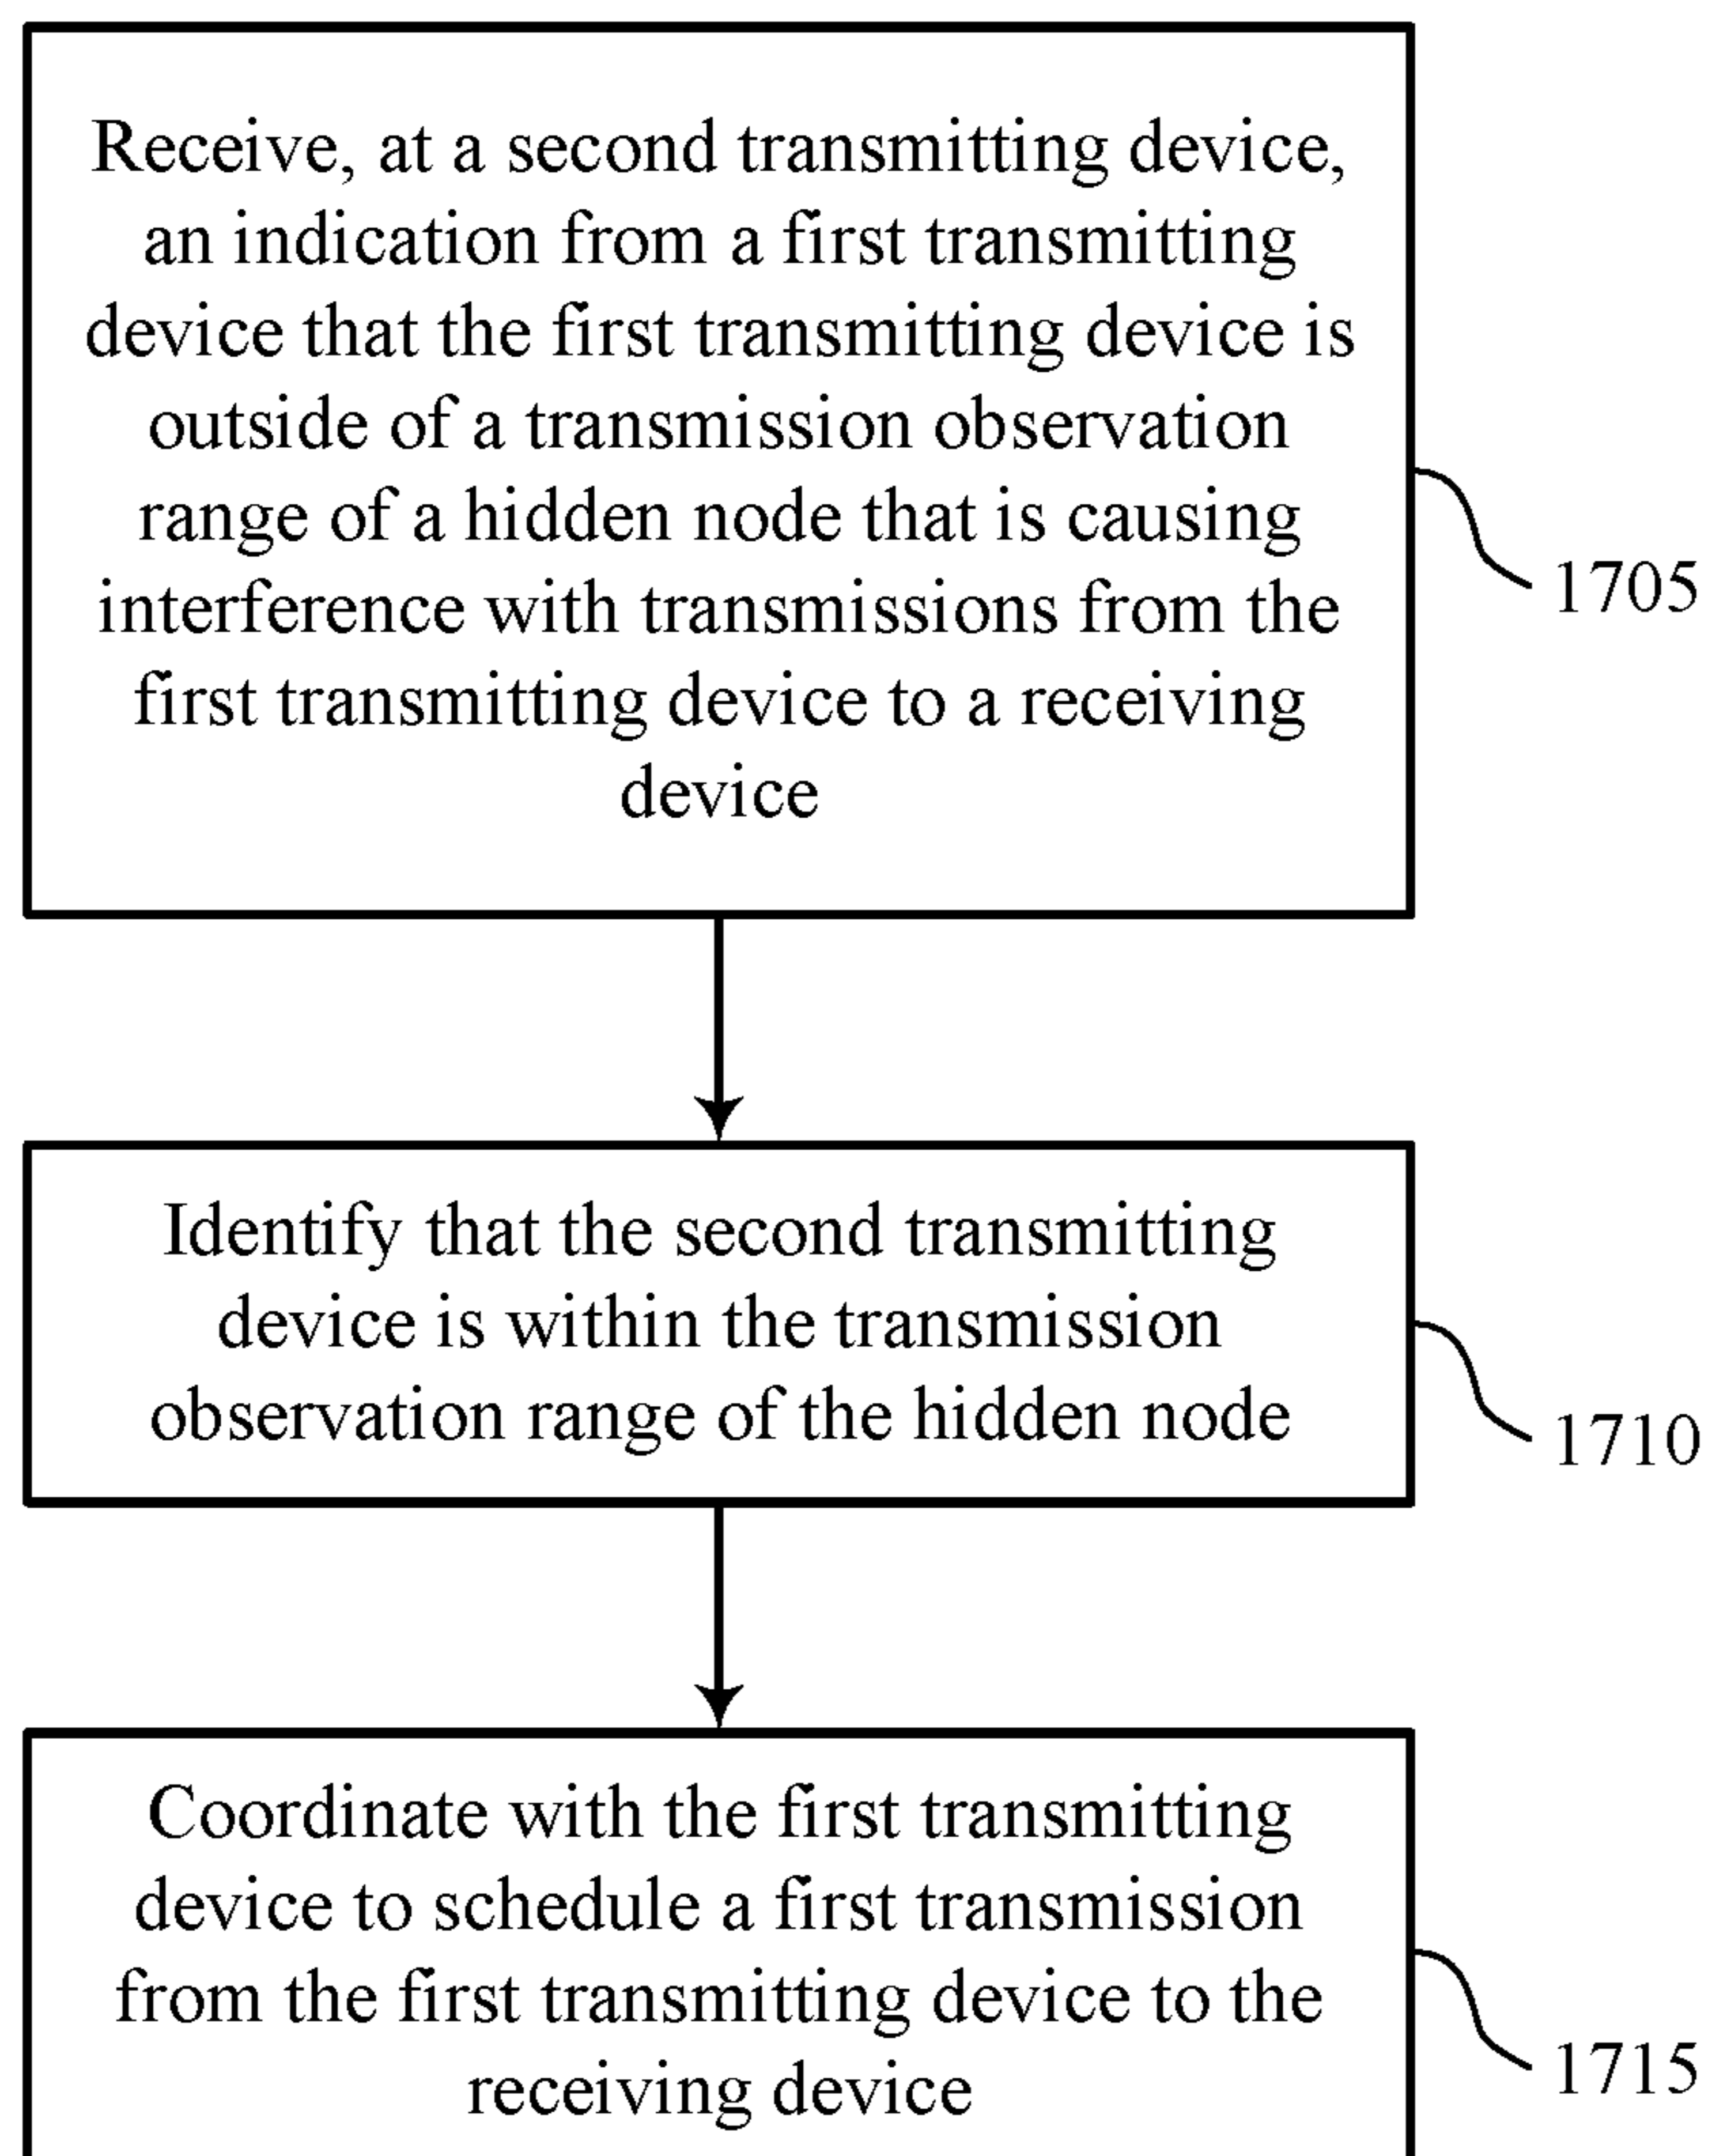 Receive, at a second transmitting device,
an indication from a first transmitting
device that the first transmitting device is
outside of a transmission observation
range of a hidden node that is causing
interference with transmissions from the
first transmitting device to a receiving
device
1705
Identify that the second transmitting
device is within the transmission
observation range of the hidden node
1710
Coordinate with the first transmitting
device to schedule a first transmission
from the first transmitting device to the
receiving device
1715